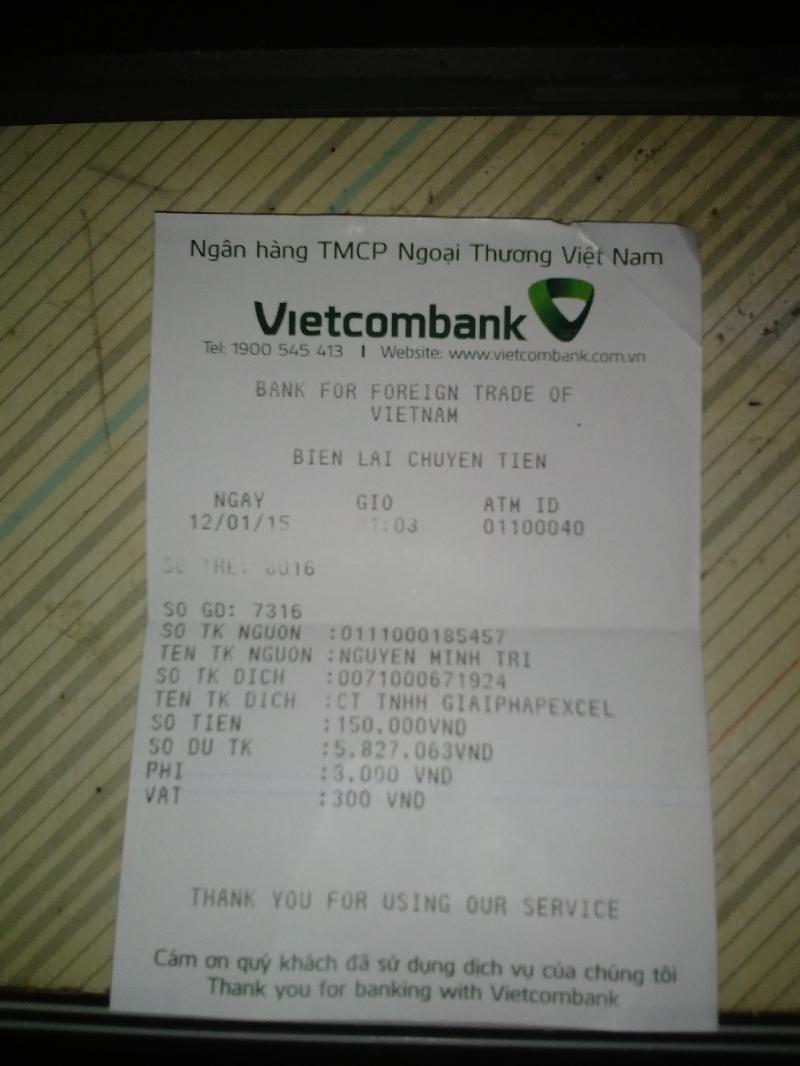 Ngân hàng TMCP Ngoại Thương Việt Nam
Vietcombank
Tel: 1900 545 413 | Website: www.vietcombank.com.vn
BANK FOR FOREIGN TRADE OF
VIETNAM
BIEN LAI CHUYEN TIEN
NGAY GIO ATM ID
12/01/15 21:03 01100040
SO THE: 8016
SO GD: 7316
SO TK NGUON :0111000185457
TEN TK NGUON :NGUYEN MINH TRI
SO TK DICH :0071000671924
TEN TK DICH :CT TNHH GIAIPHAPEXCEL
SO TIEN :150.000VND
SO DU TK :5.827.063VND
PHI :3.000 VND
VAT :300 VND
THANK YOU FOR USING OUR SERVICE
Cám ơn quý khách đã sử dụng dịch vụ của chúng tôi
Thank you for banking with Vietcombank